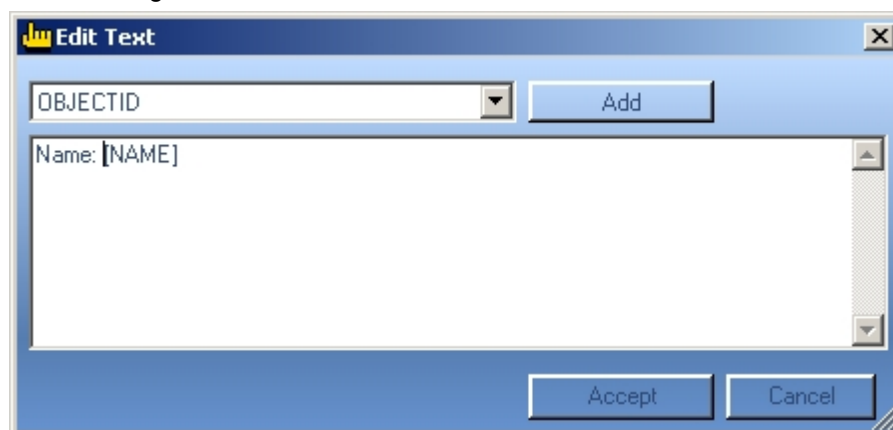 Edit Text
OBJECTID
Add
Name: [NAME]
Accept
Cancel